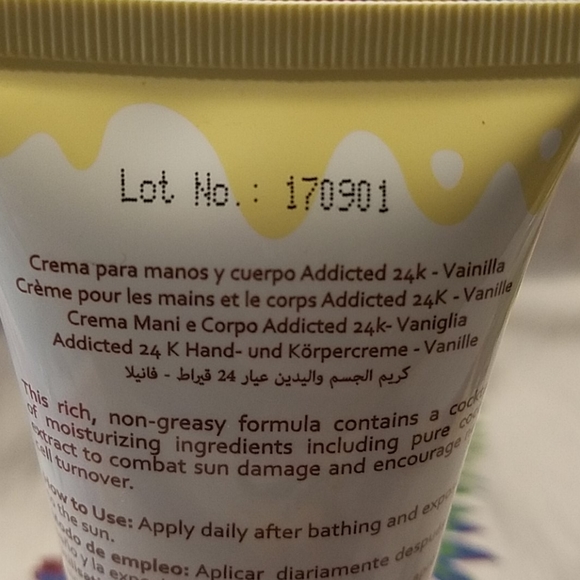 Lot No.: 170901
Crema para manos y cuerpo Addicted 24k - Vainilla
Crème pour les mains et le corps Addicted 24K - Vanille
Crema Mani e Corpo Addicted 24k- Vaniglia
Addicted 24 K Hand- und Körpercreme - Vanille
كريم الجسم واليدين عيار 24 قيراط - فانيلا
This rich, non-greasy formula contains a
of moisturizing ingredients including pure
extract to combat sun damage and encourage
cell turnover.
How to Use: Apply daily after bathing and
the sun.
Modo de empleo: Aplicar diariamente
y la